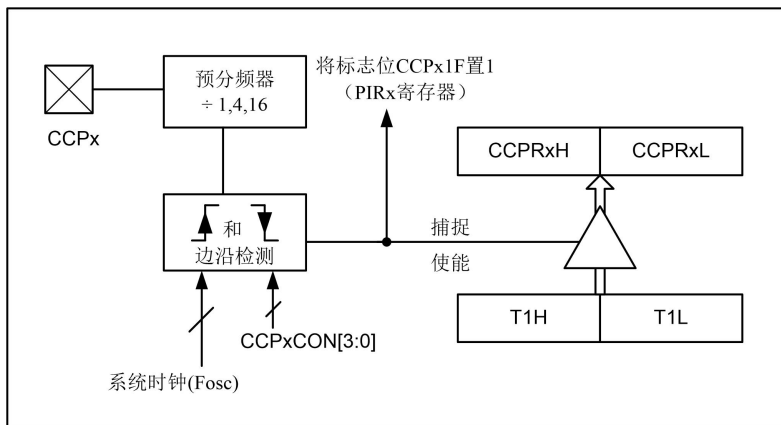 预分频器
÷ 1,4,16
CCPx
将标志位CCPx1F置1
（PIRx寄存器）
CCPRxH
CCPRxL
和
边沿检测
捕捉
使能
T1H
T1L
CCPxCON[3:0]
系统时钟(Fosc)